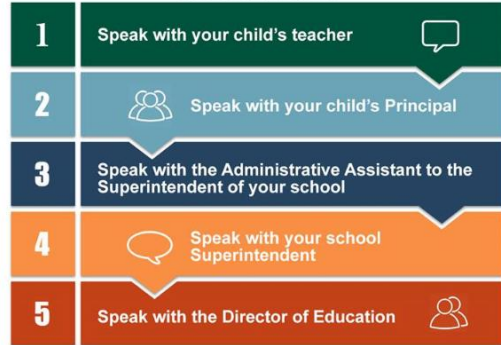 1
Speak with your child’s teacher
2
Speak with your child’s Principal
3
Speak with the Administrative Assistant to the
Superintendent of your school
4
Speak with your school
Superintendent
5
Speak with the Director of Education